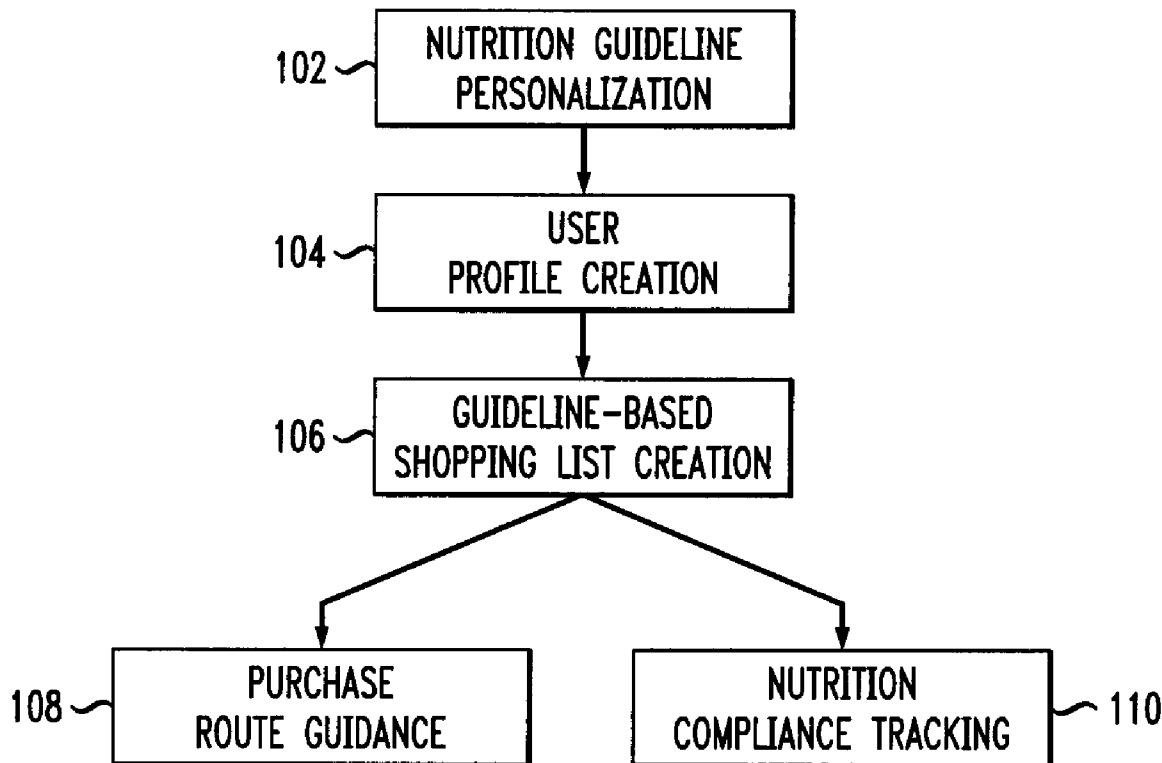 102
NUTRITION GUIDELINE
PERSONALIZATION
104
USER
PROFILE CREATION
106
GUIDELINE-BASED
SHOPPING LIST CREATION
108
PURCHASE
ROUTE GUIDANCE
NUTRITION
COMPLIANCE TRACKING
110